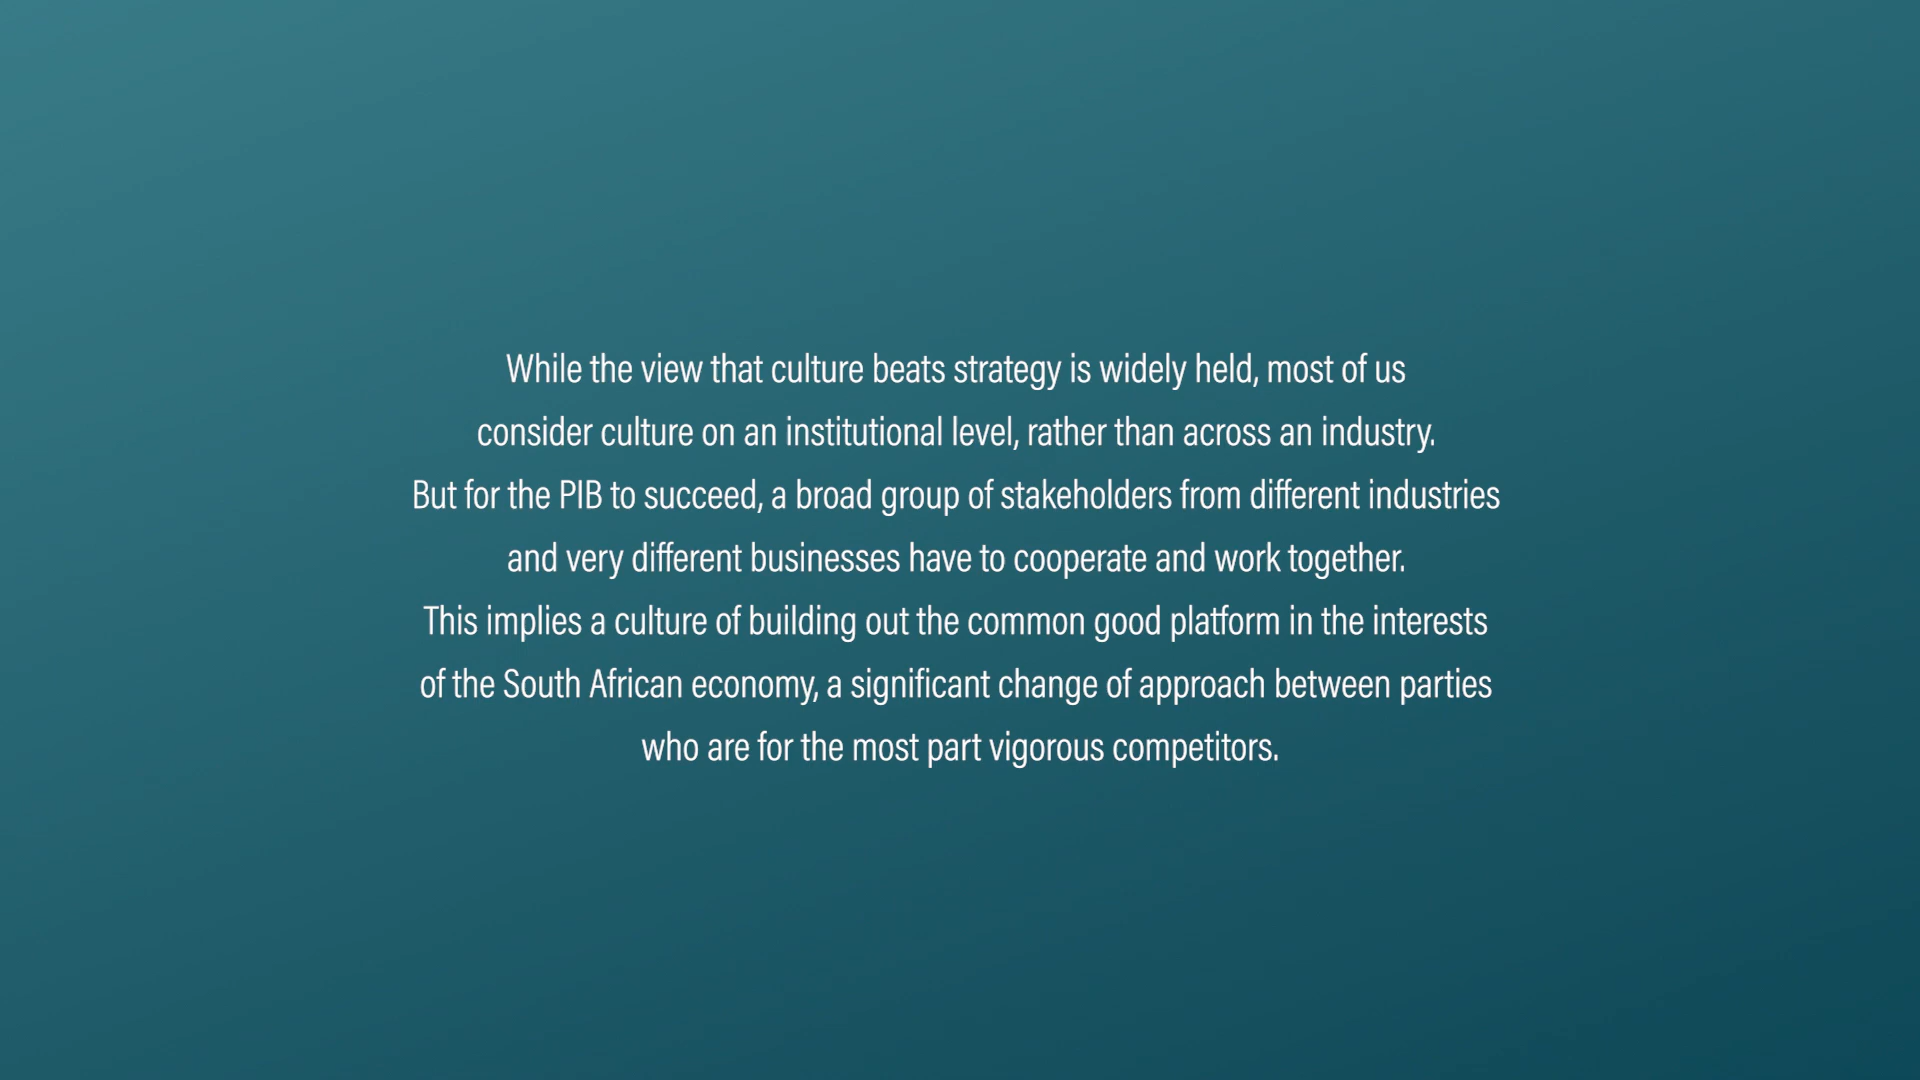 While the view that culture beats strategy is widely held, most of us
consider culture on an institutional level, rather than across an industry.
But for the PIB to succeed, a broad group of stakeholders from different industries
and very different businesses have to cooperate and work together.
This implies a culture of building out the common good platform in the interests
of the South African economy, a significant change of approach between parties
who are for the most part vigorous competitors.